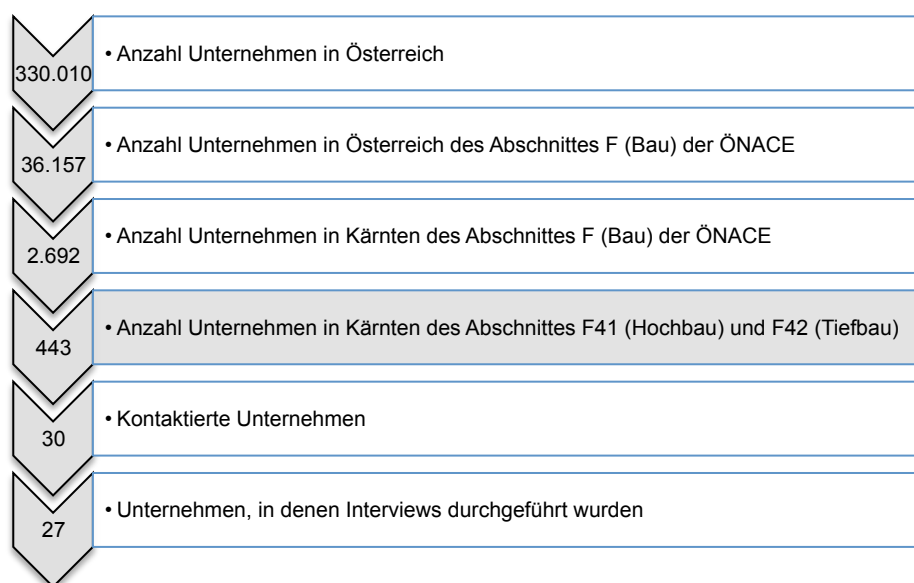 330.010
• Anzahl Unternehmen in Österreich
36.157
• Anzahl Unternehmen in Österreich des Abschnittes F (Bau) der ÖNACE
2.692
• Anzahl Unternehmen in Kärnten des Abschnittes F (Bau) der ÖNACE
443
• Anzahl Unternehmen in Kärnten des Abschnittes F41 (Hochbau) und F42 (Tiefbau)
30
• Kontaktierte Unternehmen
27
• Unternehmen, in denen Interviews durchgeführt wurden